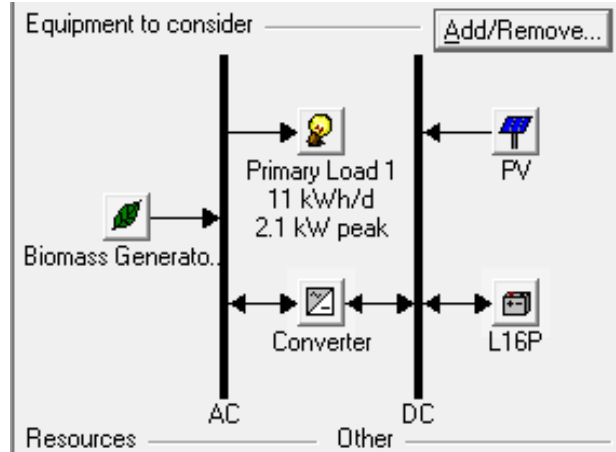 Equipment to consider
Add/Remove...
Primary Load 1
11 kWh/d
2.1 kW peak
PV
Biomass Generato..
Converter
L16P
AC
DC
Resources
Other